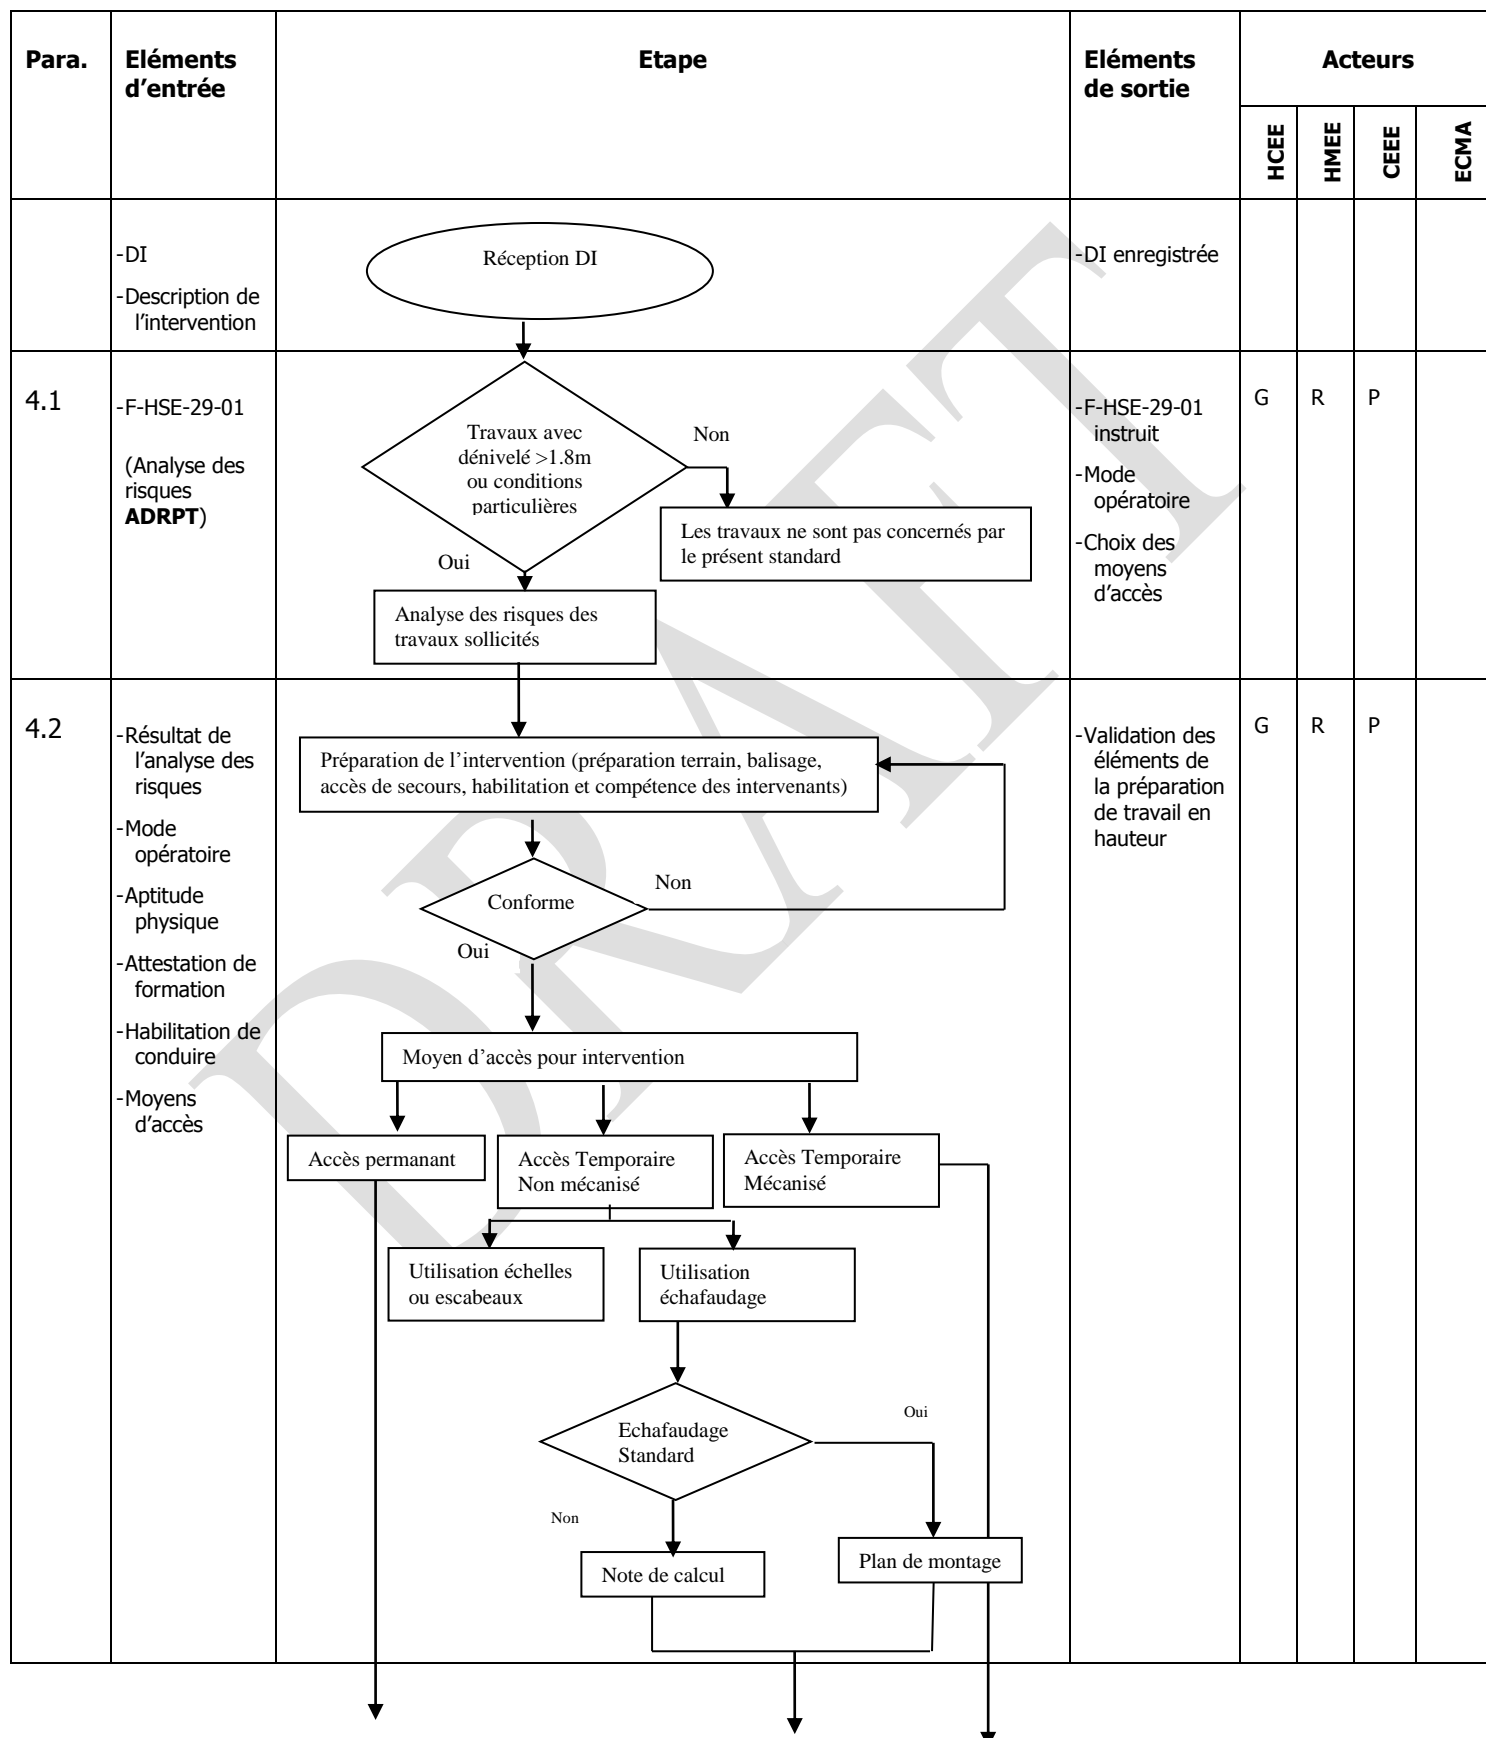 Para.
Eléments
d’entrée
Etape
Eléments
de sortie
Acteurs
HCEE
HMEE
CEEE
ECMA
-DI
-Description de
l’intervention
Réception DI
-DI enregistrée
4.1
-F-HSE-29-01
(Analyse des
risques
ADRPT)
Travaux avec
dénivelé >1.8m
ou conditions
particulières
Non
Les travaux ne sont pas concernés par
le présent standard
Oui
Analyse des risques des
travaux sollicités
-F-HSE-29-01
instruit
-Mode
opératoire
-Choix des
moyens
d’accès
G
R
P
4.2
-Résultat de
l’analyse des
risques
-Mode
opératoire
-Aptitude
physique
-Attestation de
formation
-Habilitation de
conduire
-Moyens
d’accès
Préparation de l’intervention (préparation terrain, balisage,
accès de secours, habilitation et compétence des intervenants)
Conforme
Non
Oui
Moyen d’accès pour intervention
Accès permanant
Accès Temporaire
Non mécanisé
Accès Temporaire
Mécanisé
Utilisation échelles
ou escabeaux
Utilisation
échafaudage
Echafaudage
Standard
Oui
Non
Note de calcul
Plan de montage
-Validation des
éléments de
la préparation
de travail en
hauteur
G
R
P
DRAFT